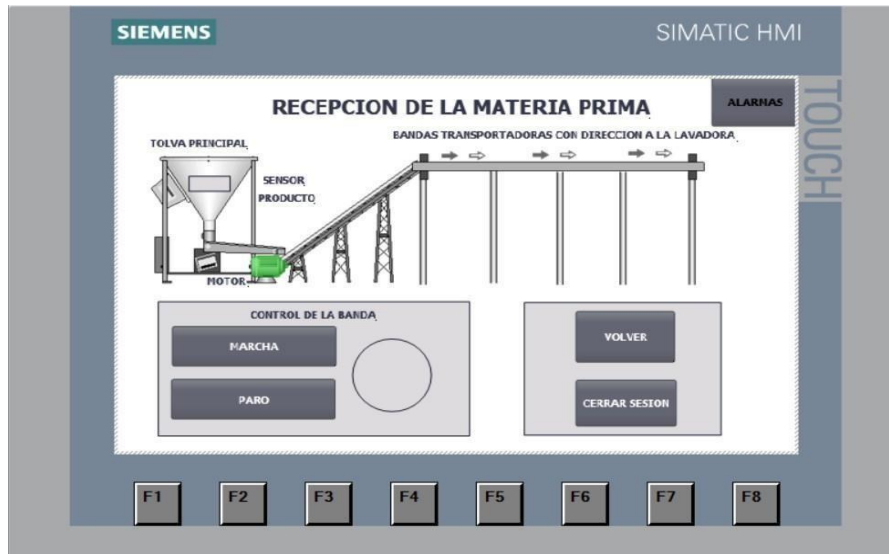 SIEMENS
SIMATIC HMI
TOUCH
RECEPCION DE LA MATERIA PRIMA
ALARMAS
BANDAS TRANSPORTADORAS CON DIRECCION A LA LAVADORA
TOLVA PRINCIPAL
SENSOR
PRODUCTO
MOTOR
CONTROL DE LA BANDA
MARCHA
PARO
VOLVER
CERRAR SESION
F1 F2 F3 F4 F5 F6 F7 F8